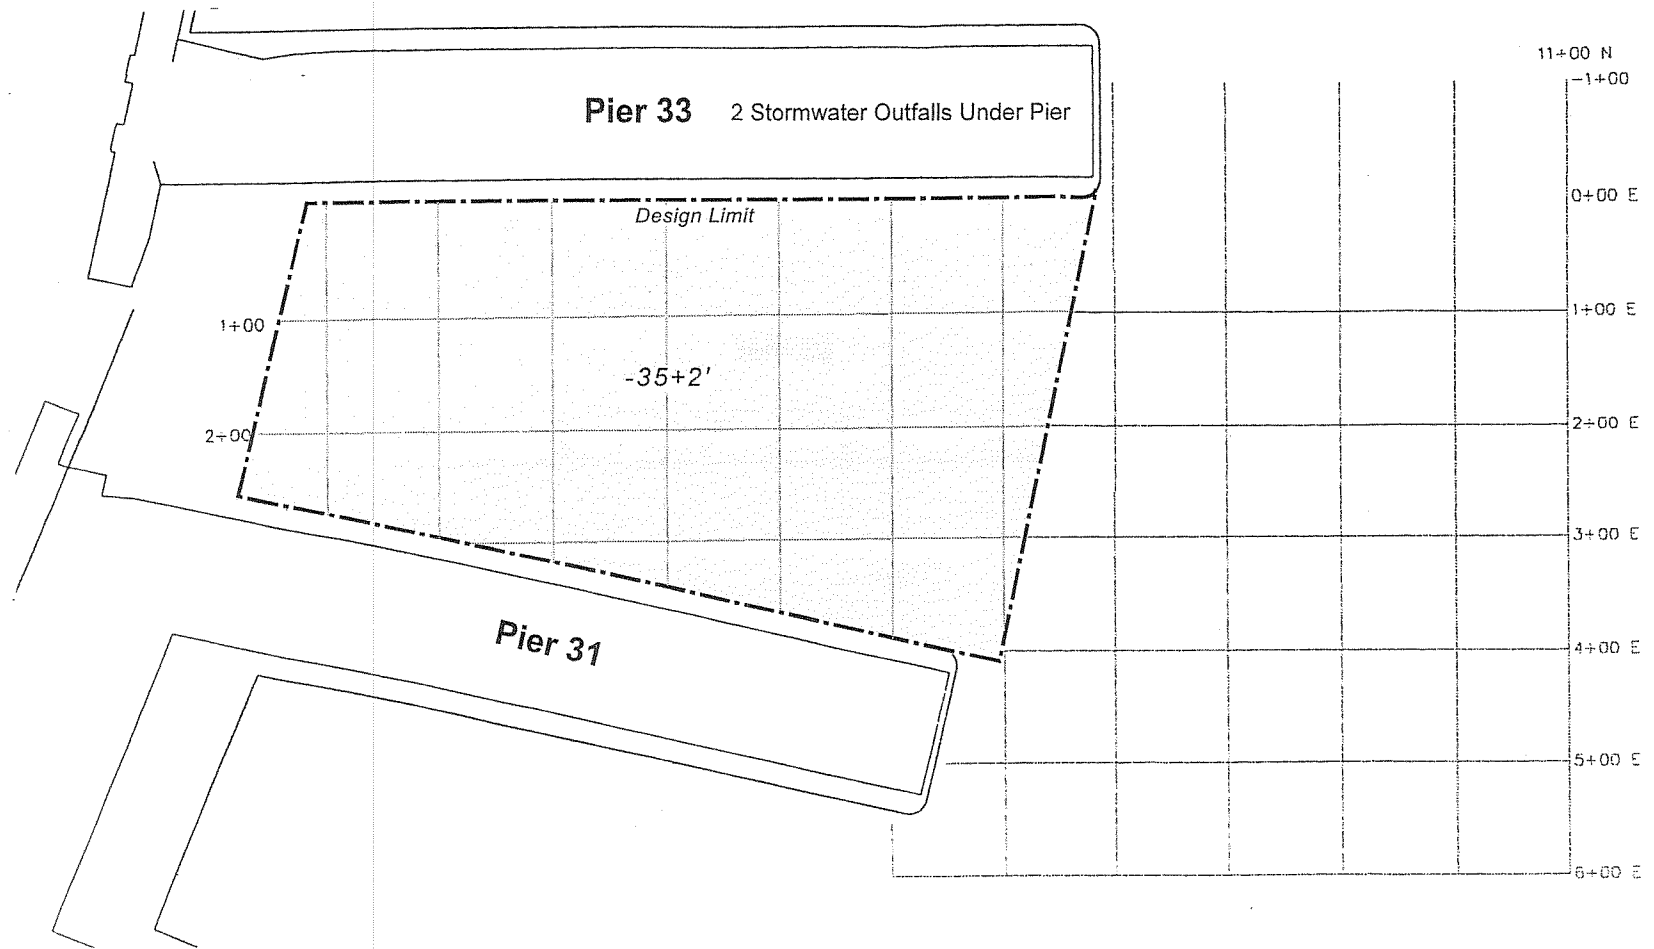 11+00 N
-1+00
Pier 33 2 Stormwater Outfalls Under Pier
0+00 E
Design Limit
1+00 E
1+00
-35+2'
2+00 E
2+00
3+00 E
Pier 31
4+00 E
5+00 E
6+00 E